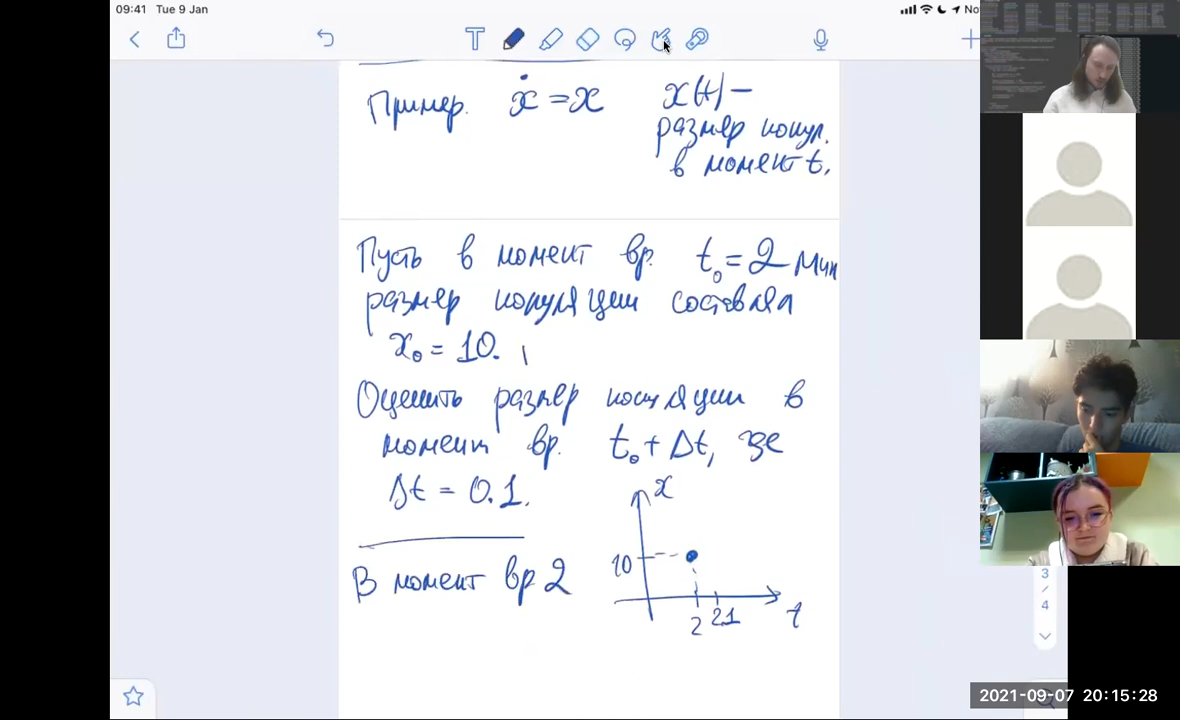 09:41 Tue 9 Jan
No
Пример. ẋ = x x(t) –
размер попул.
в момент t.
Пусть в момент вр. t₀ = 2 мин
размер популяции составлял
x₀ = 10.
Оценить размер популяции в
момент вр. t₀ + Δt, где
Δt = 0.1.
x
10
2 2.1 t
В момент вр 2
3
/
4
2021-09-07 20:15:28